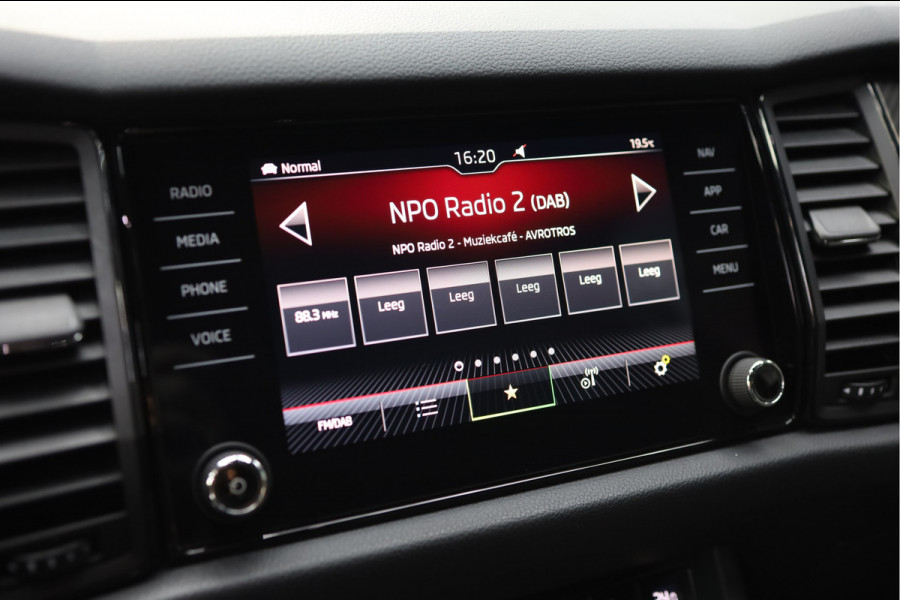 Normal
16:20
19.5°C
RADIO
MEDIA
PHONE
VOICE
NPO Radio 2 (DAB)
NPO Radio 2 - Muziekcafé - AVROTROS
88.3 MHz
Leeg
Leeg
Leeg
Leeg
Leeg
FM/DAB
NAV
APP
CAR
MENU